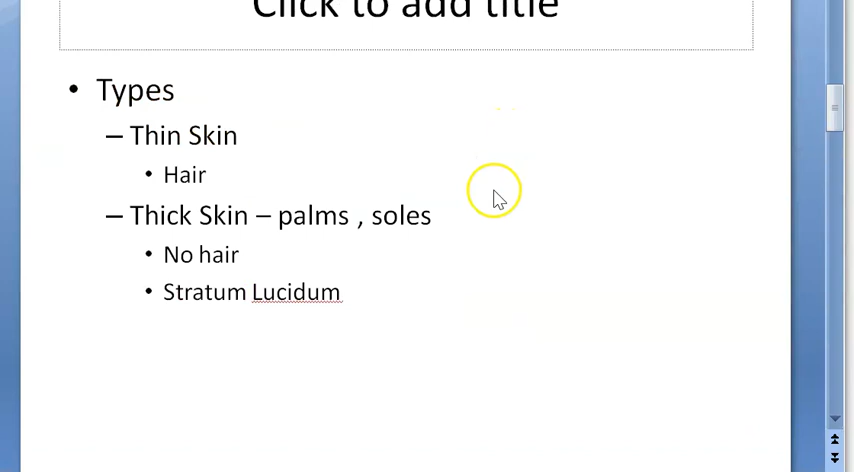 Click to add title
• Types
– Thin Skin
• Hair
– Thick Skin – palms , soles
• No hair
• Stratum Lucidum